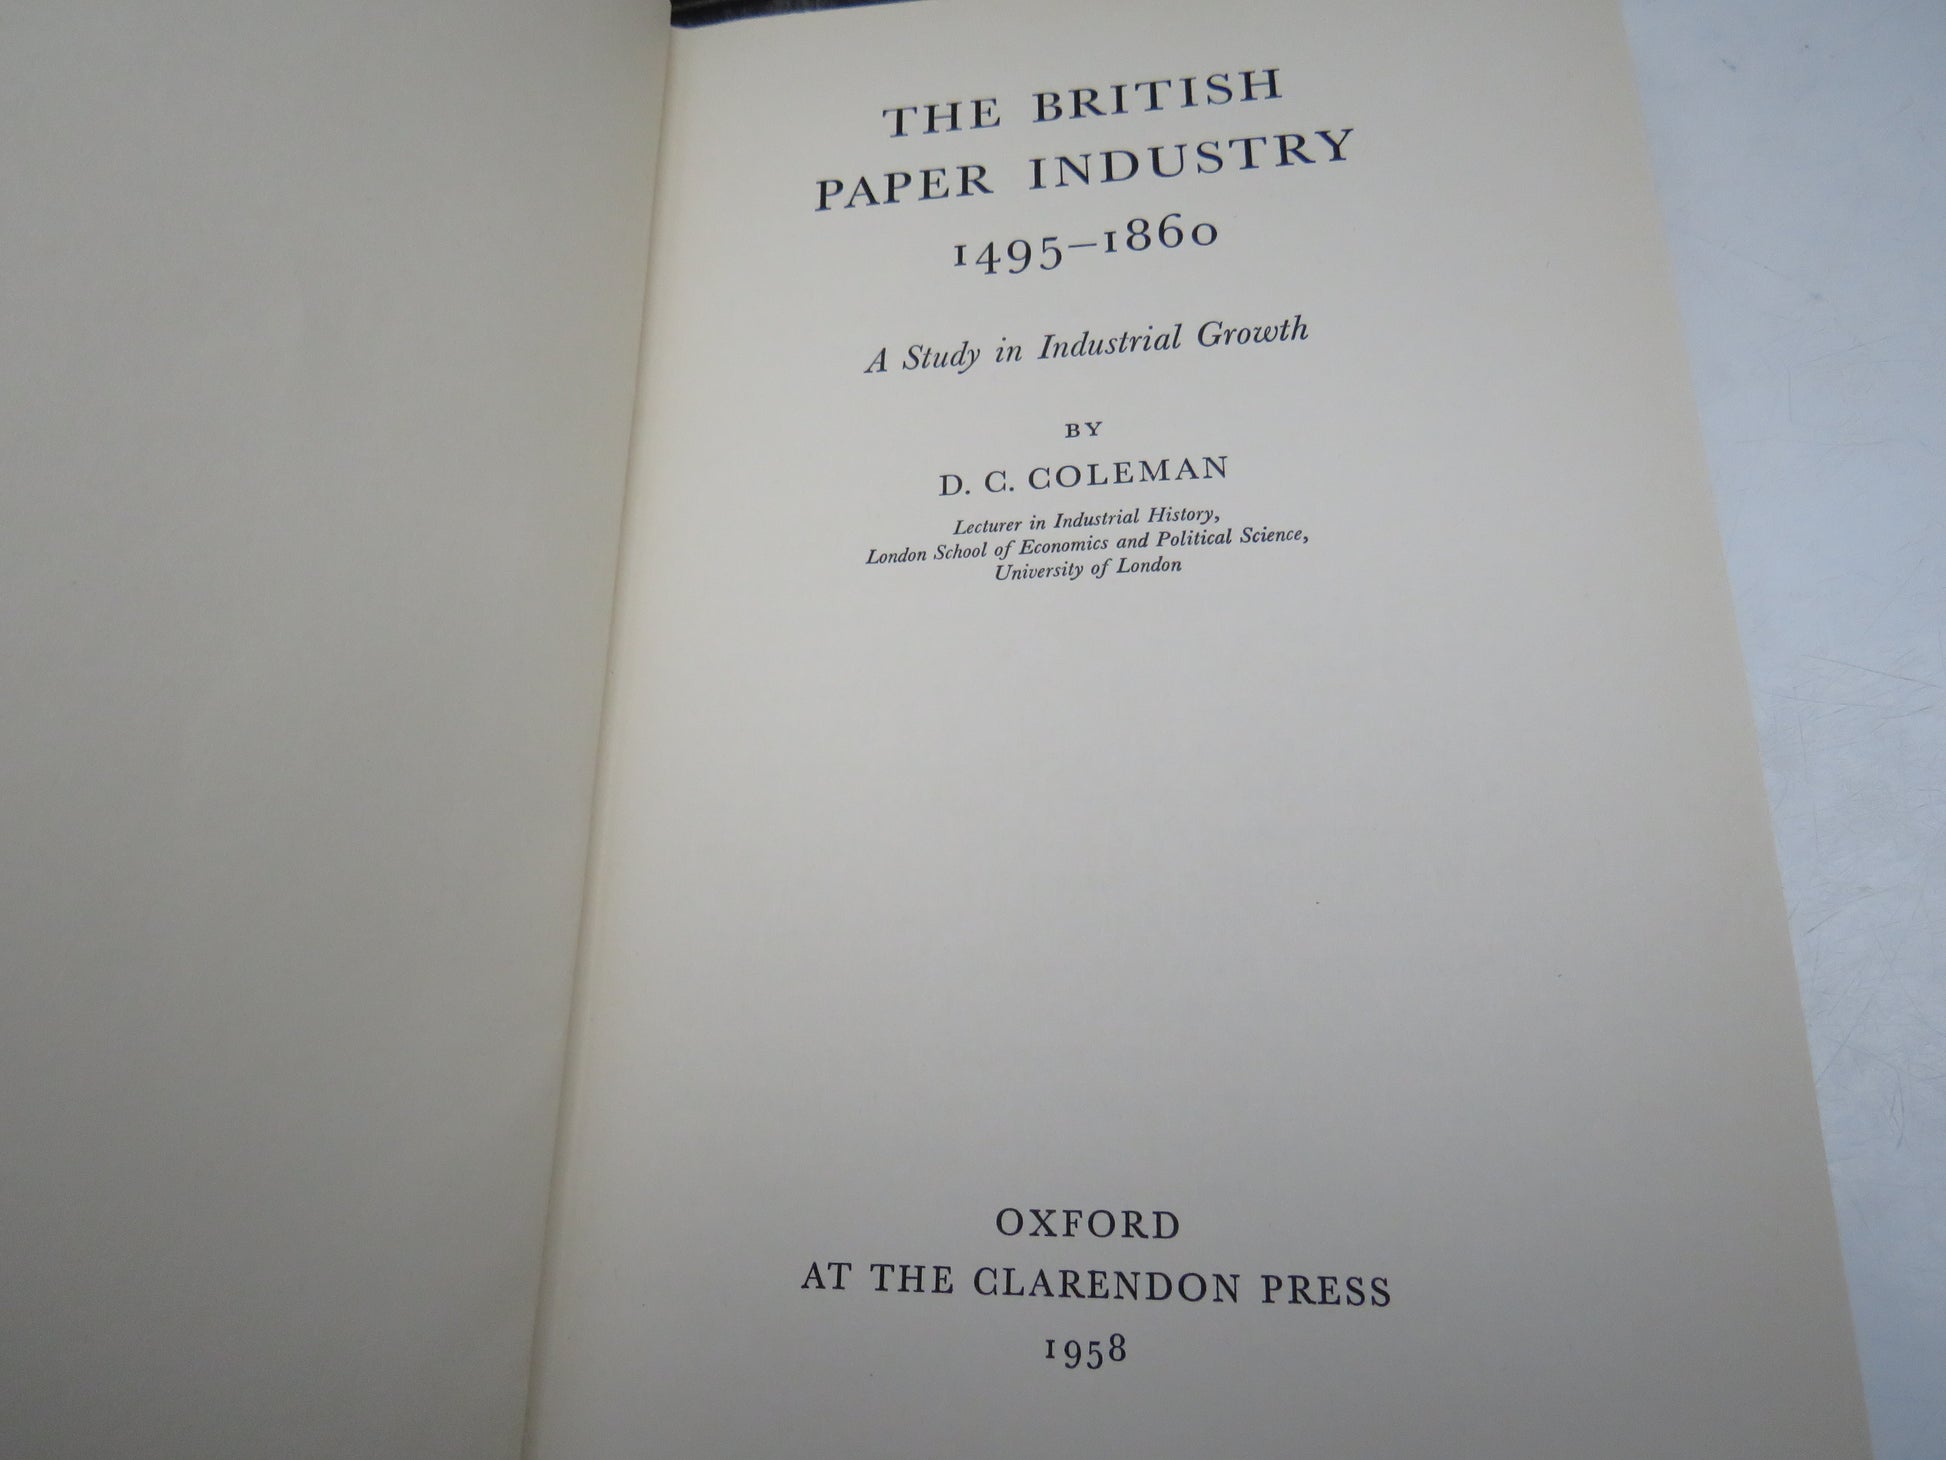 THE BRITISH
PAPER INDUSTRY
1495–1860
A Study in Industrial Growth
BY
D. C. COLEMAN
Lecturer in Industrial History,
London School of Economics and Political Science,
University of London
OXFORD
AT THE CLARENDON PRESS
1958